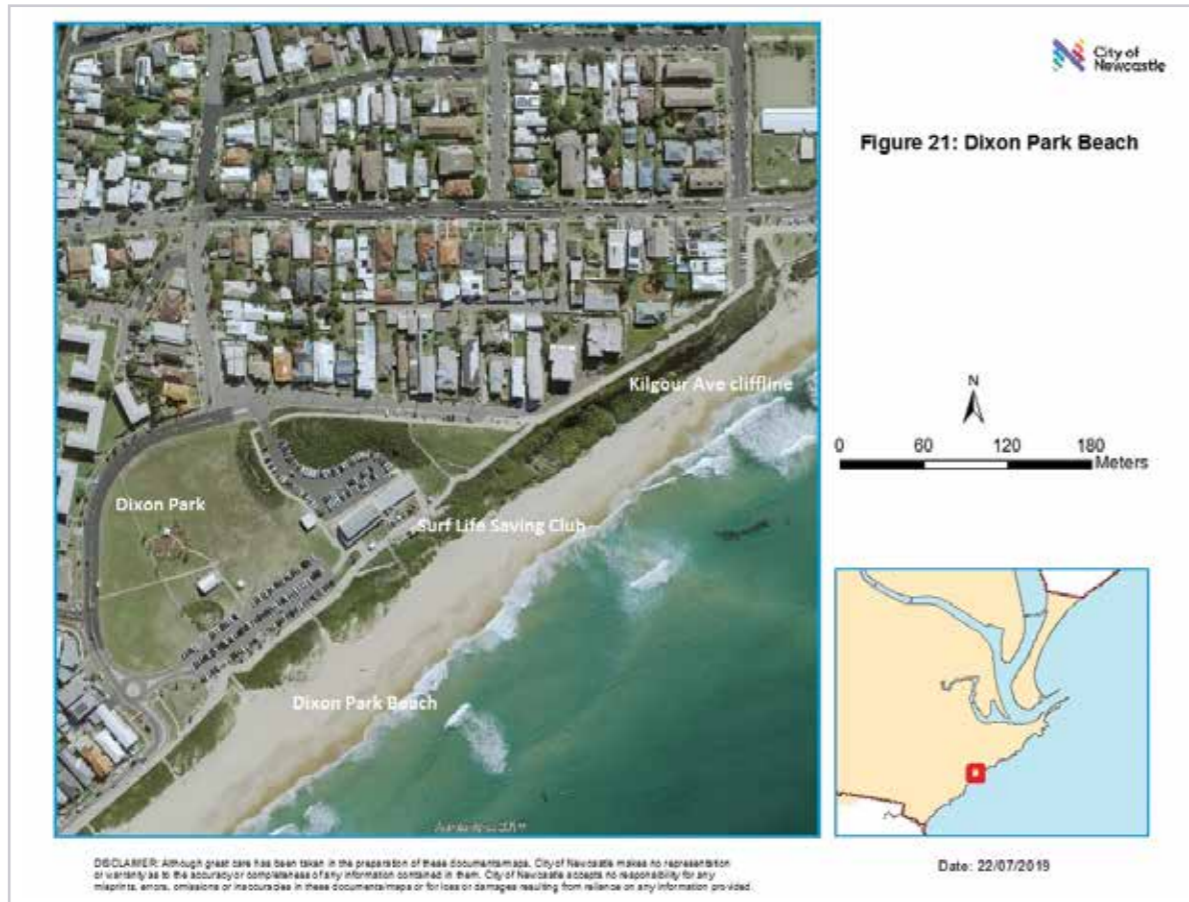 City of
Newcastle
Figure 21: Dixon Park Beach
Kilgour Ave cliffline
N
0 60 120 180
Meters
Dixon Park
Surf Life Saving Club
Dixon Park Beach
DISCLAIMER: Although great care has been taken in the preparation of these documents/maps, City of Newcastle makes no representation
or warranty as to the accuracy or completeness of any information contained in them. City of Newcastle accepts no responsibility for any
misprints, errors, omissions or inaccuracies in these documents/maps or for loss or damages resulting from reliance on any information provided.
Date: 22/07/2019